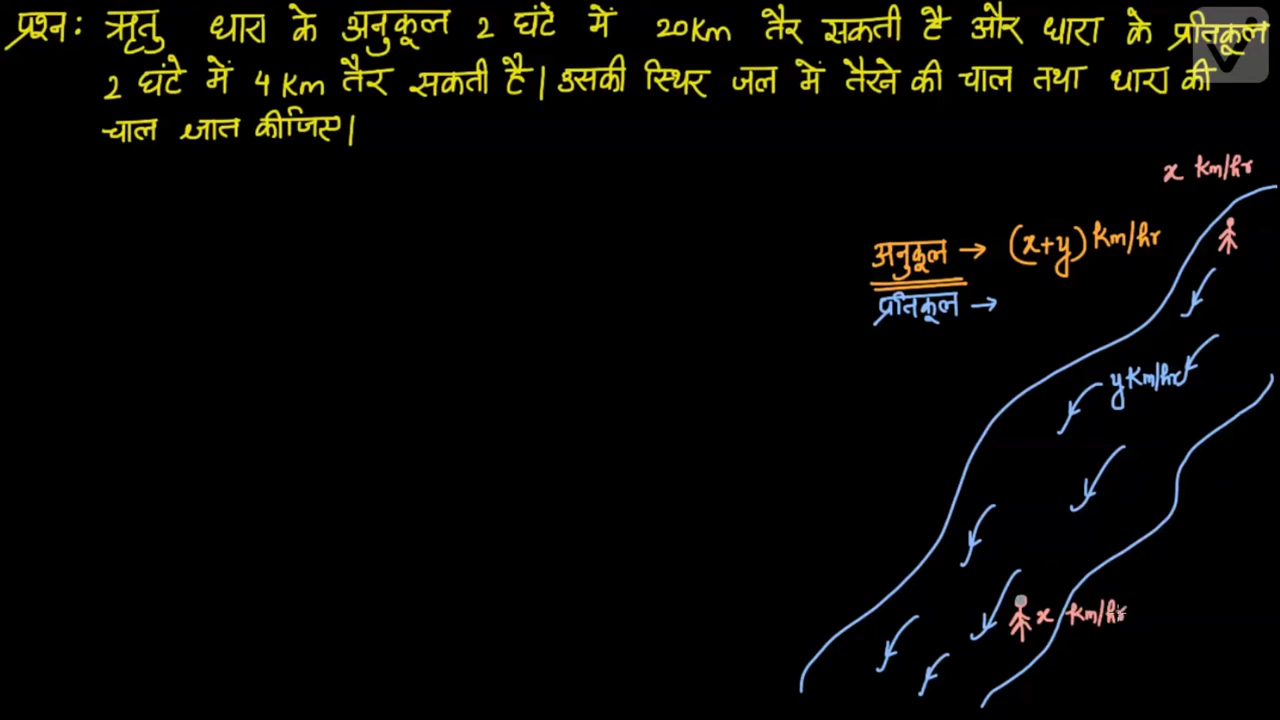 प्रश्न: ऋतु धारा के अनुकूल 2 घंटे में 20Km तैर सकती है और धारा के प्रतिकूल
2 घंटे में 4 Km तैर सकती है। उसकी स्थिर जल में तैरने की चाल तथा धारा की
चाल ज्ञात कीजिए।
x km/hr
अनुकूल → (x+y) km/hr
प्रतिकूल →
y Km/hr
x km/hr